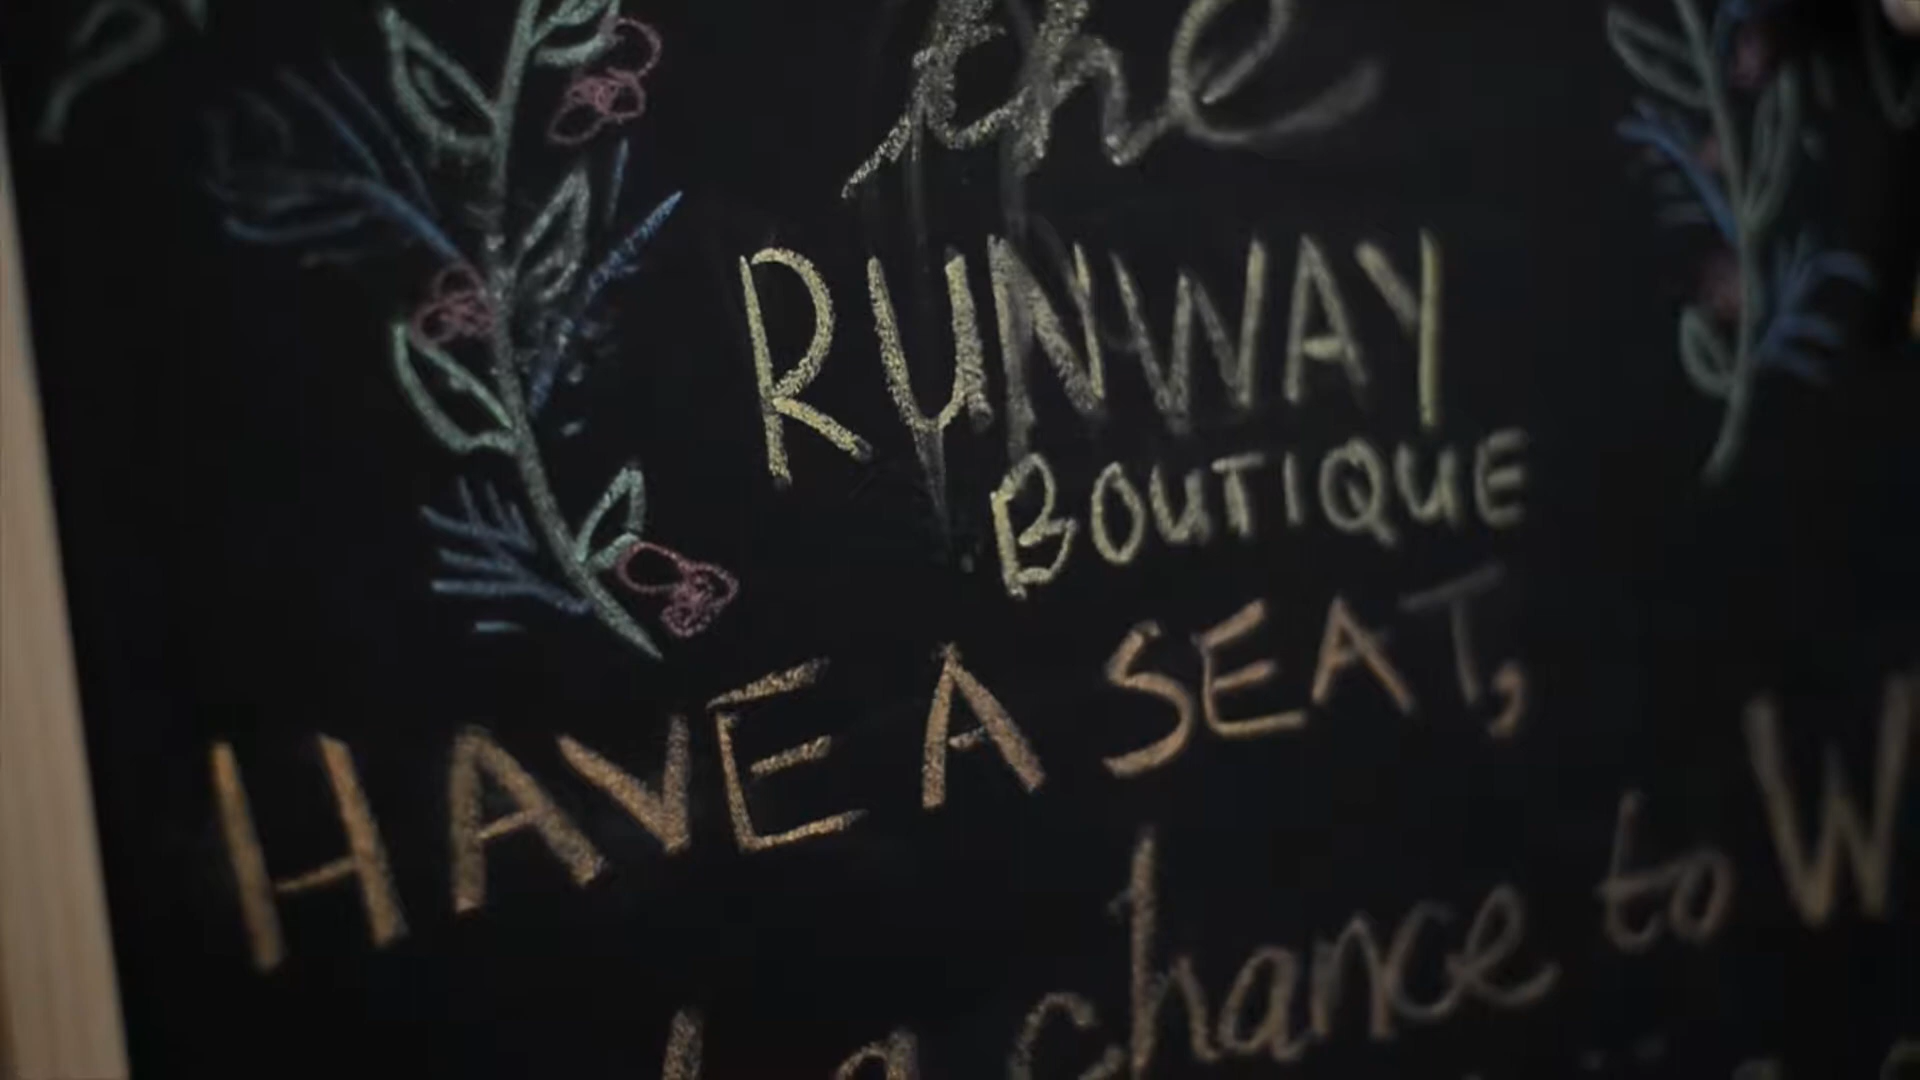 the
RUNWAY
BOUTIQUE
HAVE A SEAT,
chance to